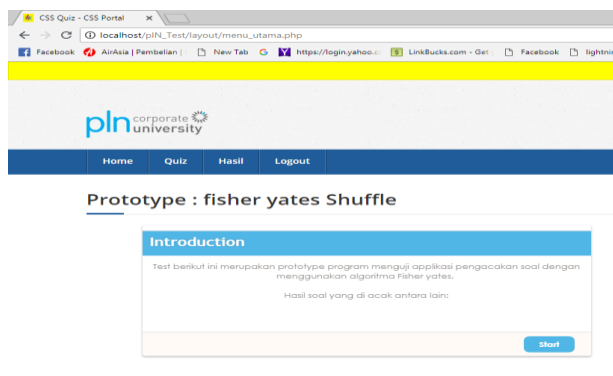 CSS Quiz - CSS Portal
localhost/pIN_Test/layout/menu_utama.php
Facebook AirAsia | Pembelian | New Tab https://login.yahoo.c LinkBucks.com - Get Facebook lightnin
pln corporate university
Home Quiz Hasil Logout
Prototype : fisher yates Shuffle
Introduction
Test berikut ini merupakan prototype program menguji applikasi pengacakan soal dengan
menggunakan algoritma Fisher yates.
Hasil soal yang di acak antara lain:
Start